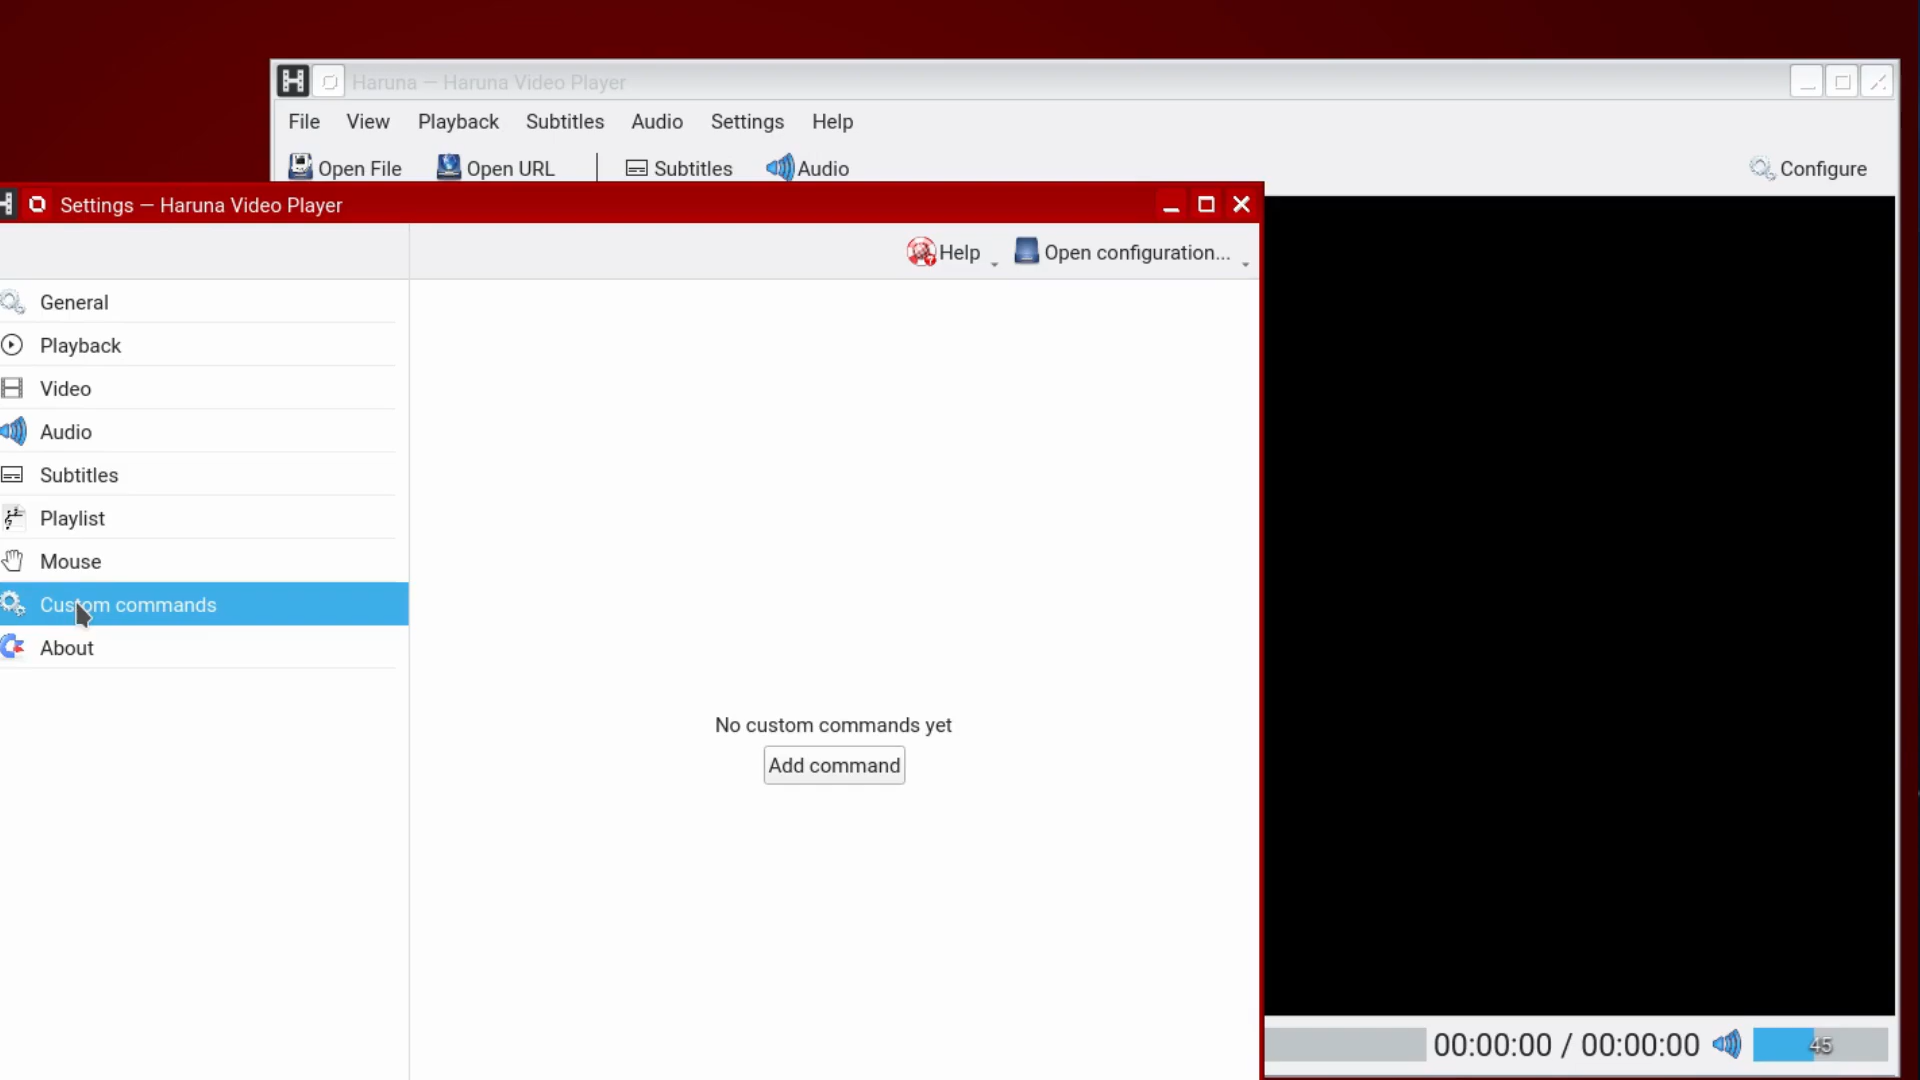 Haruna — Haruna Video Player
File View Playback Subtitles Audio Settings Help
Open File Open URL Subtitles Audio Configure
Settings — Haruna Video Player
Help Open configuration...
General
Playback
Video
Audio
Subtitles
Playlist
Mouse
Custom commands
About
No custom commands yet
Add command
00:00:00 / 00:00:00 45